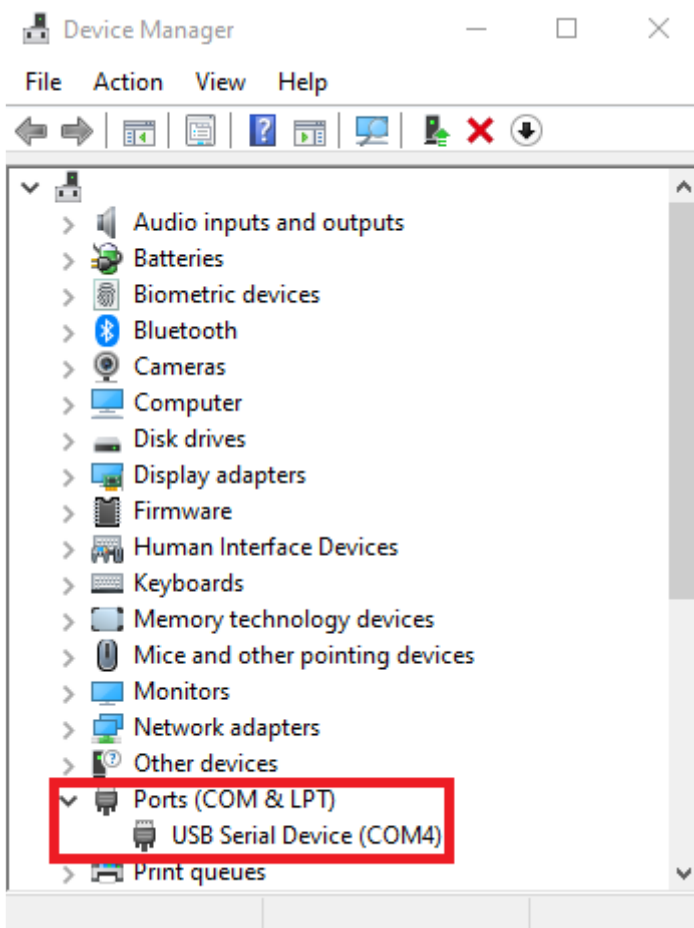 Device Manager
File Action View Help
Audio inputs and outputs
Batteries
Biometric devices
Bluetooth
Cameras
Computer
Disk drives
Display adapters
Firmware
Human Interface Devices
Keyboards
Memory technology devices
Mice and other pointing devices
Monitors
Network adapters
Other devices
Ports (COM & LPT)
USB Serial Device (COM4)
Print queues